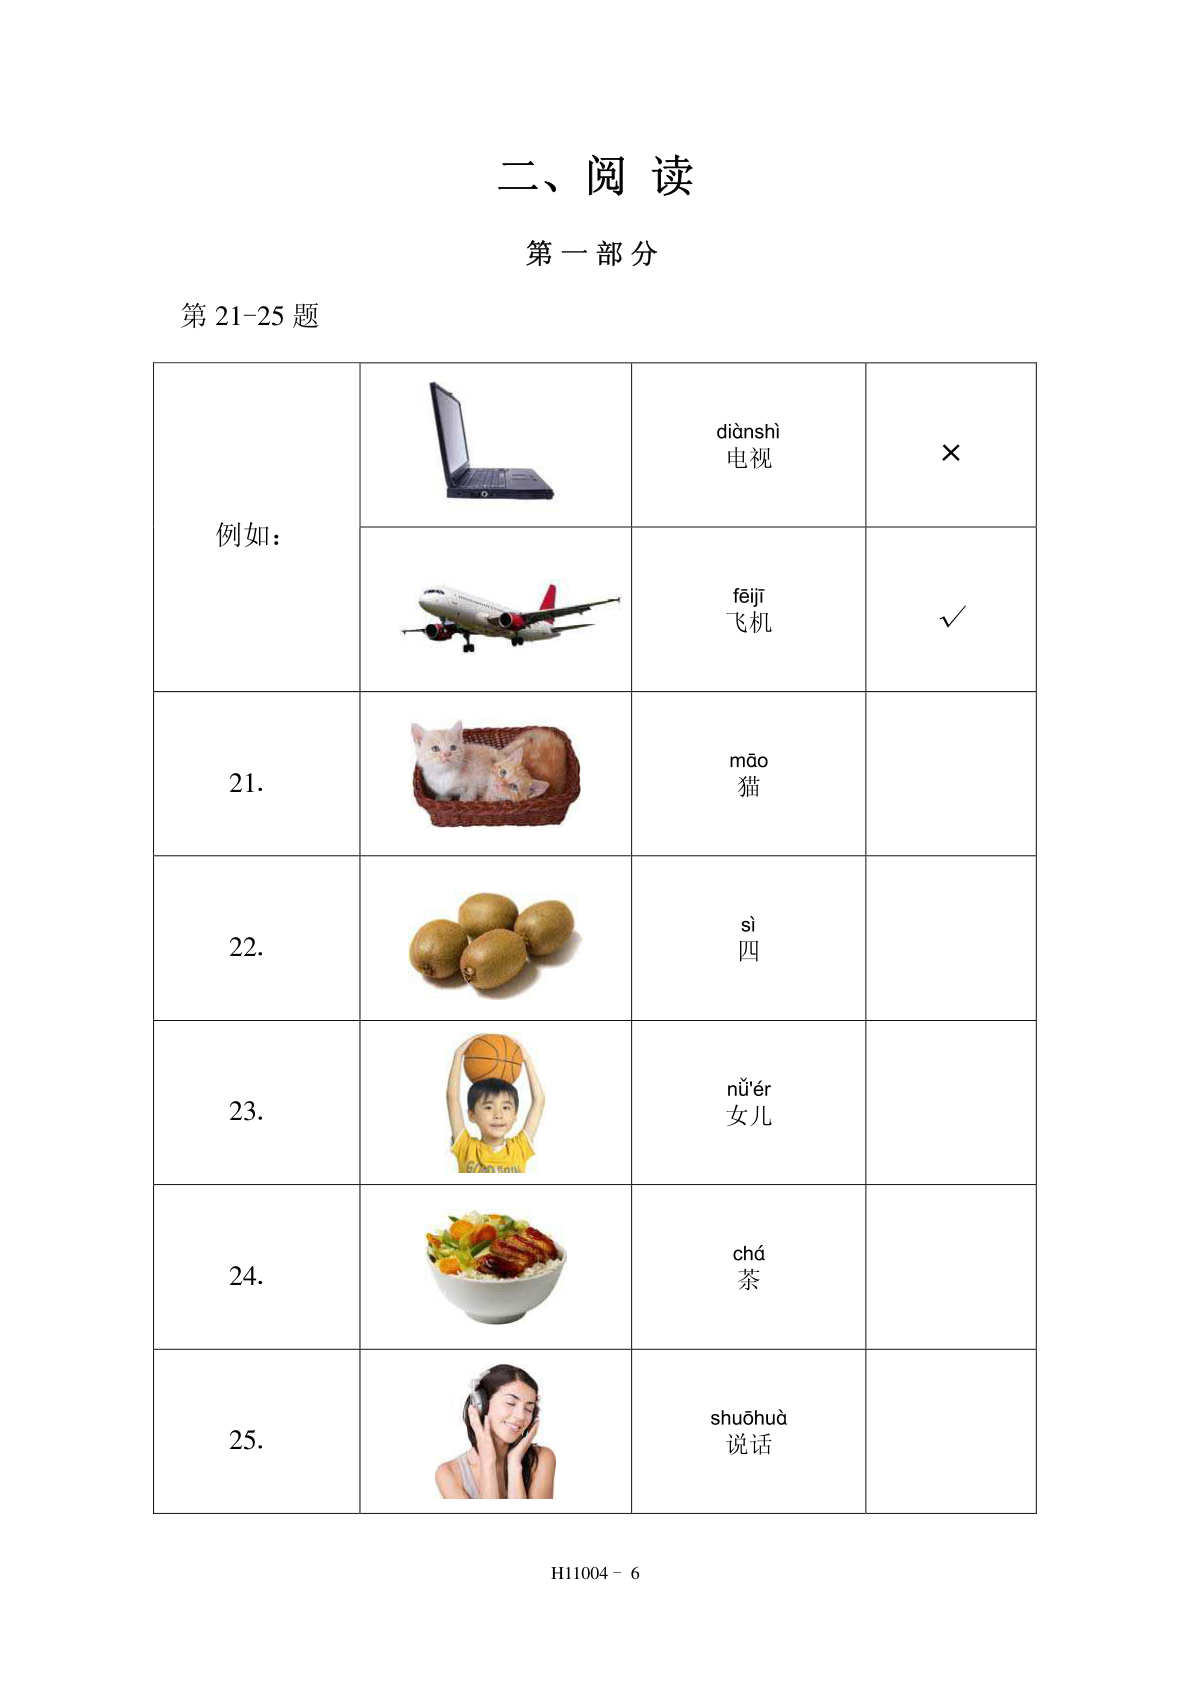 二、阅 读
第一部分
第 21-25 题
例如：
diànshì
电视
×
fēijī
飞机
√
21.
māo
猫
22.
sì
四
23.
nǚ'ér
女儿
24.
chá
茶
25.
shuōhuà
说话
H11004- 6